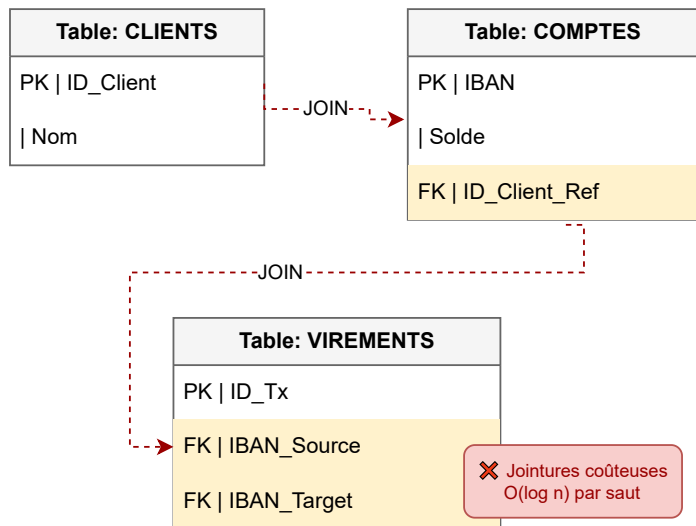 Table: CLIENTS
PK | ID_Client
| Nom
JOIN
Table: COMPTES
PK | IBAN
| Solde
FK | ID_Client_Ref
JOIN
Table: VIREMENTS
PK | ID_Tx
FK | IBAN_Source
FK | IBAN_Target
❌ Jointures coûteuses
O(log n) par saut